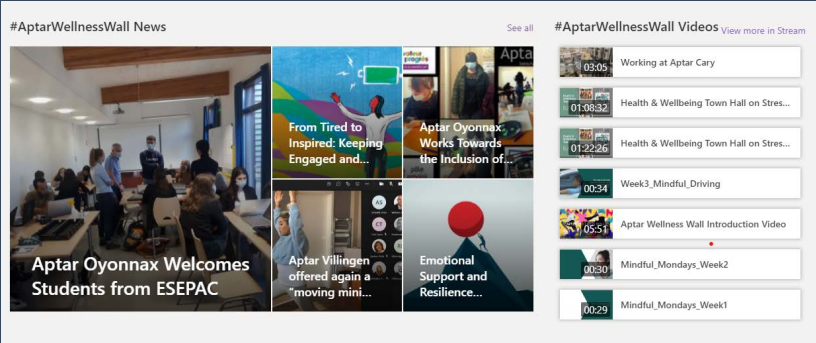 #AptarWellnessWall News
See all
Aptar Oyonnax Welcomes
Students from ESEPAC
From Tired to
Inspired: Keeping
Engaged and...
Apta
Aptar Oyonnax
Works Towards
the Inclusion of...
AS
CT
Aptar Villingen
offered again a
"moving mini...
Emotional
Support and
Resilience...
#AptarWellnessWall Videos
View more in Stream
03:05
Working at Aptar Cary
01:08:32
Health & Wellbeing Town Hall on Stres...
01:22:26
Health & Wellbeing Town Hall on Stres...
00:34
Week3_Mindful_Driving
05:51
Aptar Wellness Wall Introduction Video
00:30
Mindful_Mondays_Week2
00:29
Mindful_Mondays_Week1